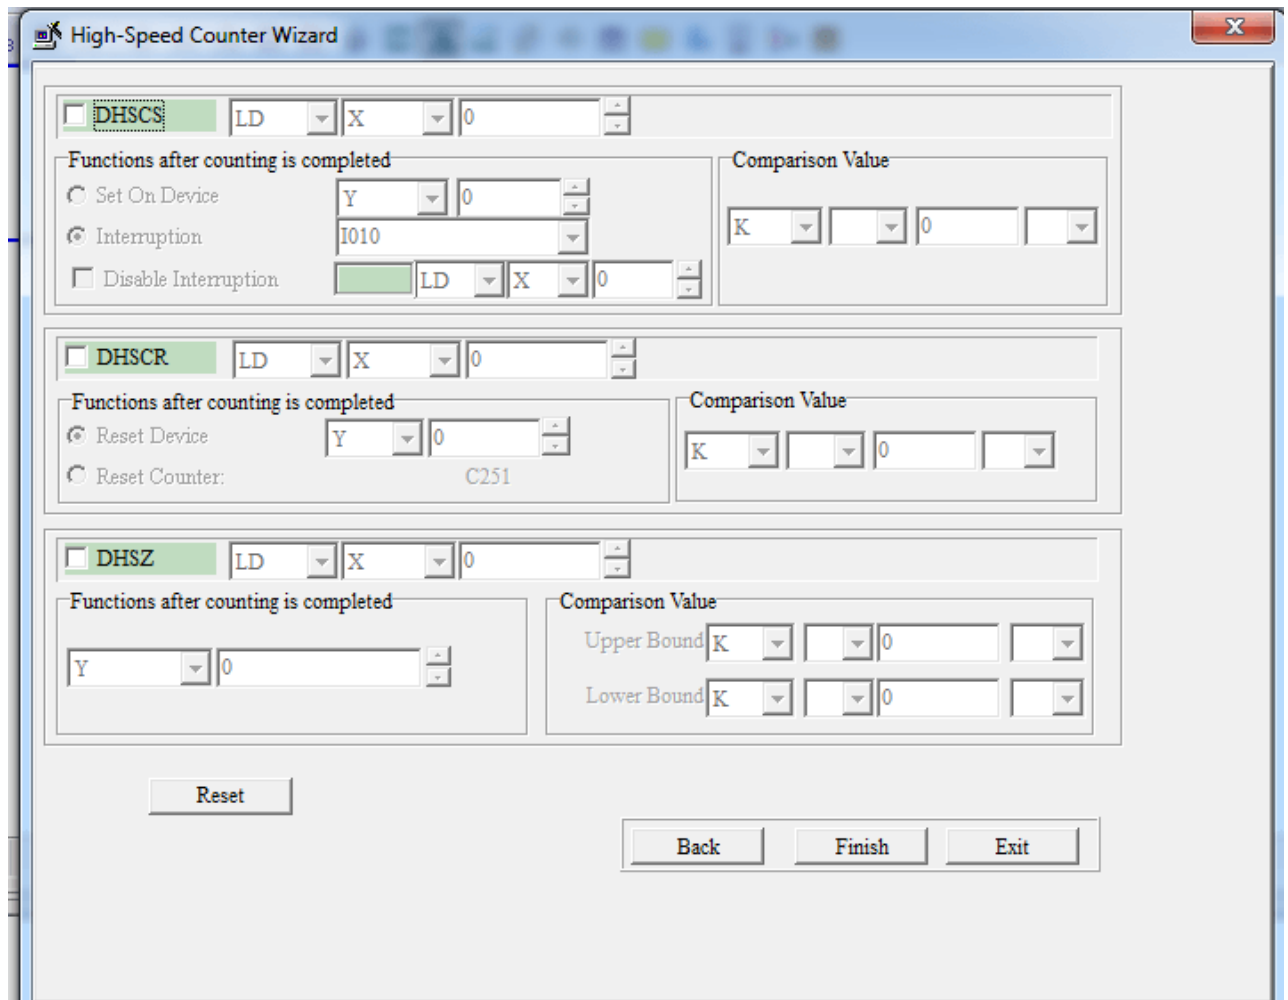 High-Speed Counter Wizard
DHSCS LD X 0
Functions after counting is completed
Comparison Value
Set On Device Y 0
K 0
Interruption I010
Disable Interruption LD X 0
DHSCR LD X 0
Functions after counting is completed
Comparison Value
Reset Device Y 0
K 0
Reset Counter: C251
DHSZ LD X 0
Functions after counting is completed
Comparison Value
Upper Bound K 0
Y 0
Lower Bound K 0
Reset
Back Finish Exit